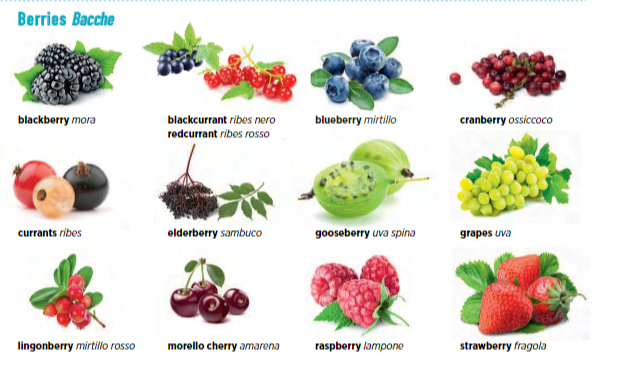 Berries Bacche
blackberry mora
blackcurrant ribes nero
redcurrant ribes rosso
blueberry mirtillo
cranberry ossiccoco
currants ribes
elderberry sambuco
gooseberry uva spina
grapes uva
lingonberry mirtillo rosso
morello cherry amarena
raspberry lampone
strawberry fragola